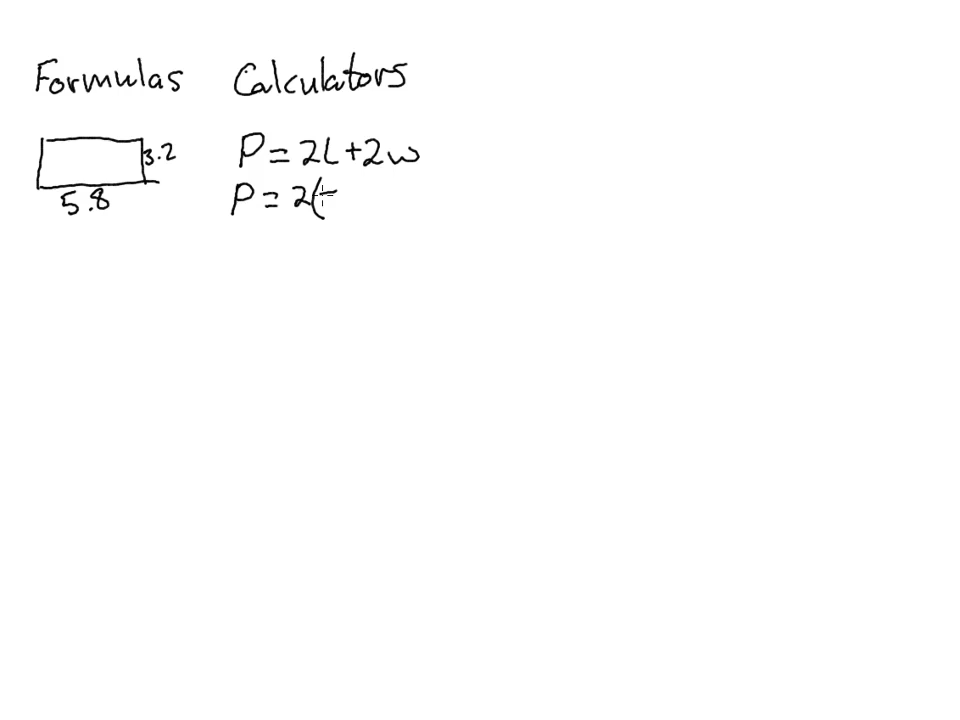 Formulas Calculators
3.2
5.8
P = 2L + 2w
P = 2(